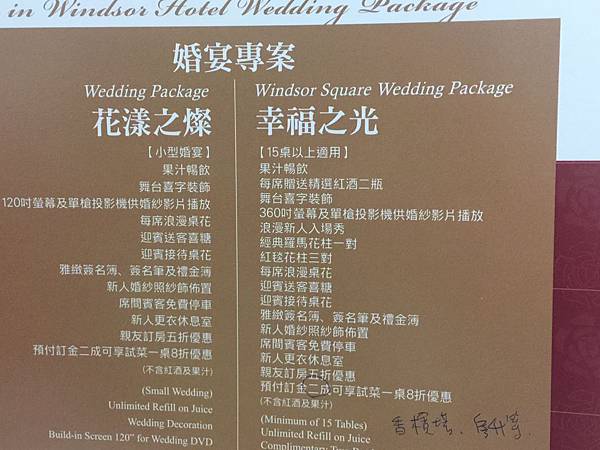 in Windsor Hotel Wedding Package
婚宴專案
Wedding Package
花漾之燦
【小型婚宴】
果汁暢飲
舞台喜字裝飾
120吋螢幕及單槍投影機供婚紗影片播放
每席浪漫桌花
迎賓送客喜糖
迎賓接待桌花
雅緻簽名簿、簽名筆及禮金簿
新人婚紗照紗飾佈置
席間賓客免費停車
新人更衣休息室
親友訂房五折優惠
預付訂金二成可享試菜一桌8折優惠
(不含紅酒及果汁)
(Small Wedding)
Unlimited Refill on Juice
Wedding Decoration
Build-in Screen 120” for Wedding DVD
Windsor Square Wedding Package
幸福之光
【15桌以上適用】
果汁暢飲
每席贈送精選紅酒二瓶
舞台喜字裝飾
360吋螢幕及單槍投影機供婚紗影片播放
浪漫新人入場秀
經典羅馬花柱一對
紅毯花柱三對
每席浪漫桌花
迎賓送客喜糖
迎賓接待桌花
雅緻簽名簿、簽名筆及禮金簿
新人婚紗照紗飾佈置
席間賓客免費停車
新人更衣休息室
親友訂房五折優惠
預付訂金二成可享試菜一桌8折優惠
(不含紅酒及果汁)
(Minimum of 15 Tables)
Unlimited Refill on Juice
香檳塔、